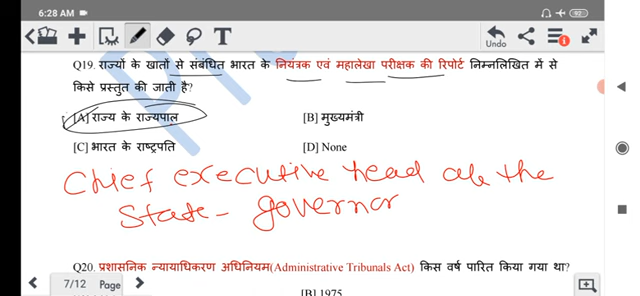 6:28 AM
92
Undo
Q19. राज्यों के खातों से संबंधित भारत के नियंत्रक एवं महालेखा परीक्षक की रिपोर्ट निम्नलिखित में से
किसे प्रस्तुत की जाती है?
[A] राज्य के राज्यपाल
[B] मुख्यमंत्री
[C] भारत के राष्ट्रपति
[D] None
Chief executive head of the
State - governor
Q20. प्रशासनिक न्यायाधिकरण अधिनियम(Administrative Tribunals Act) किस वर्ष पारित किया गया था?
7/12 Page
[B] 1975